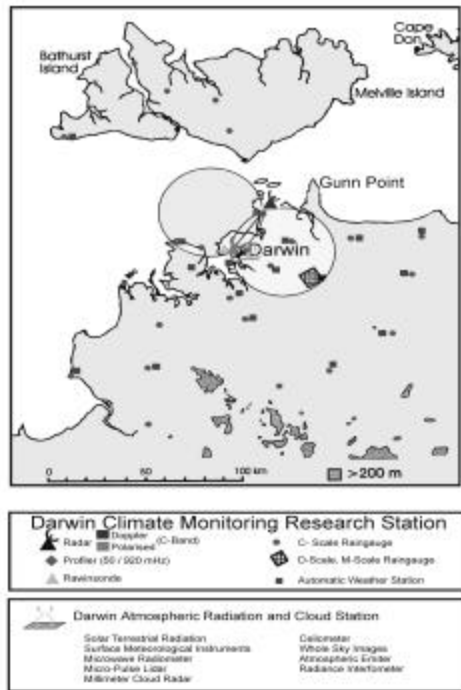 Cape
Don
Bathurst
Island
Melville Island
Gunn Point
Darwin
0 50 100 km
>200 m
Darwin Climate Monitoring Research Station
Radar
Doppler
Polarised
(C-Band)
C- Scale Raingauge
Profiler (50 / 920 mHz)
D-Scale, M-Scale Raingauge
Rawinsonde
Automatic Weather Station
Darwin Atmospheric Radiation and Cloud Station
Solar Terrestrial Radiation
Surface Meteorological Instruments
Microwave Radiometer
Micro-Pulse Lidar
Millimeter Cloud Radar
Ceilometer
Whole Sky Images
Atmospheric Emitter
Radiance Interfometer